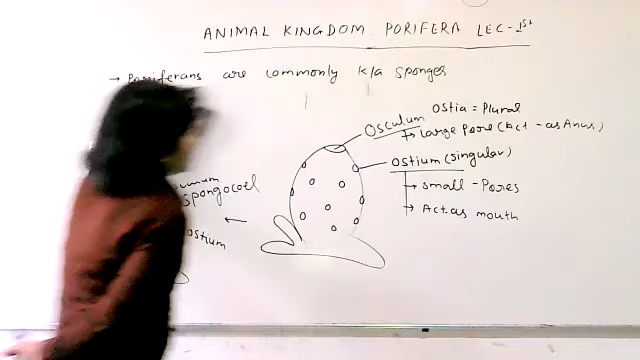 ANIMAL KINGDOM PORIFERA LEC-1st
→ Poriferans are commonly k/a sponges
Osculum
Ostia = Plural
→ Large Pore (Act - as Anus)
Ostium (singular)
→ small - Pores
→ Act as mouth
spongocoel
ostium